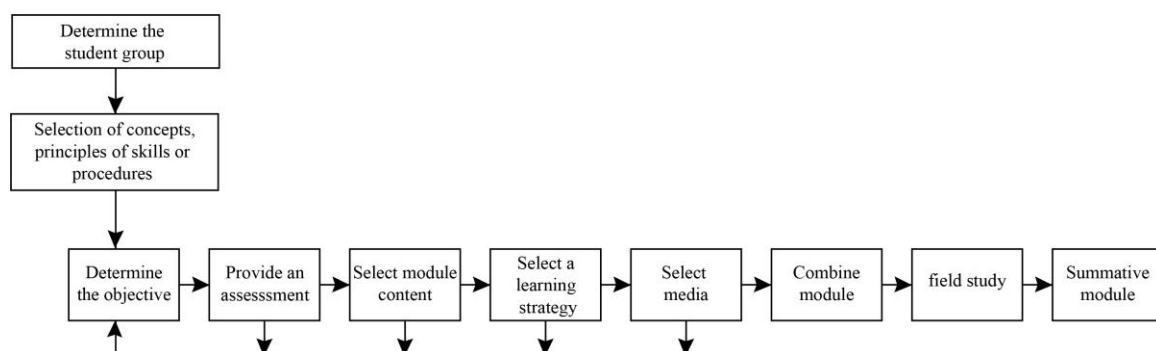 Determine the
student group
Selection of concepts,
principles of skills or
procedures
Determine
the objective
Provide an
assesssment
Select module
content
Select a
learning
strategy
Select
media
Combine
module
field study
Summative
module